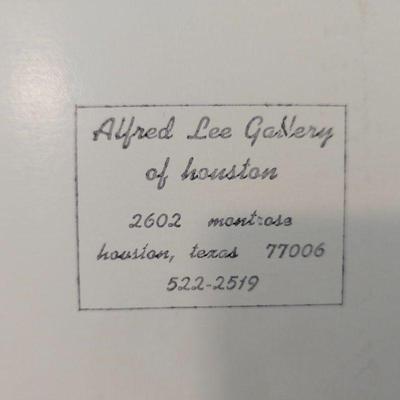 Alfred Lee Gallery
of houston
2602 montrose
houston, texas 77006
522-2519